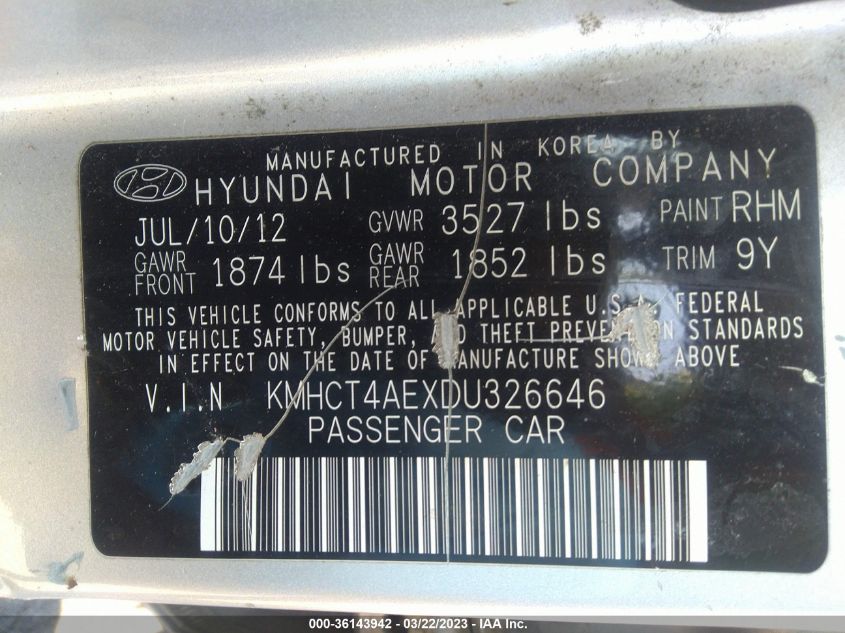 MANUFACTURED IN KOREA BY
HYUNDAI MOTOR COMPANY
JUL/10/12 GVWR 3527 lbs PAINT RHM
GAWR FRONT 1874 lbs GAWR REAR 1852 lbs TRIM 9Y
THIS VEHICLE CONFORMS TO ALL APPLICABLE U.S.A. FEDERAL
MOTOR VEHICLE SAFETY, BUMPER, AND THEFT PREVENTION STANDARDS
IN EFFECT ON THE DATE OF MANUFACTURE SHOWN ABOVE
V.I.N KMHCT4AEXDU326646
PASSENGER CAR
000-36143942 - 03/22/2023 - IAA Inc.